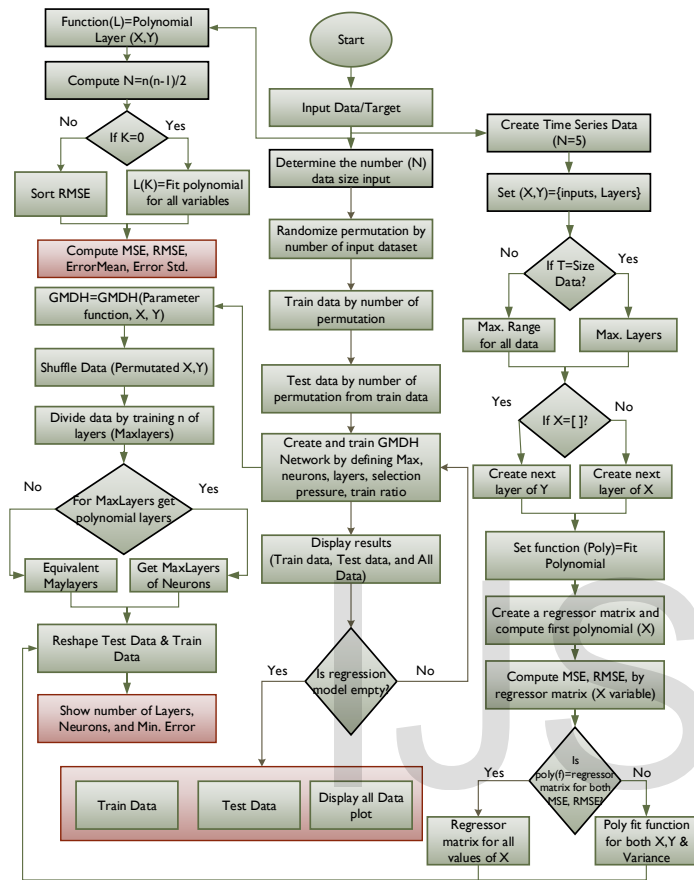 Function(L)=Polynomial
Layer (X,Y)
Compute N=n(n-1)/2
No
Yes
If K=0
Sort RMSE
L(K)=Fit polynomial
for all variables
Compute MSE, RMSE,
ErrorMean, Error Std.
GMDH=GMDH(Parameter
function, X, Y)
Shuffle Data (Permutated X,Y)
Divide data by training n of
layers (Maxlayers)
No
Yes
For MaxLayers get
polynomial layers
Equivalent
Maylayers
Get MaxLayers
of Neurons
Reshape Test Data & Train
Data
Show number of Layers,
Neurons, and Min. Error
Start
Input Data/Target
Determine the number (N)
data size input
Randomize permutation by
number of input dataset
Train data by number of
permutation
Test data by number of
permutation from train data
Create and train GMDH
Network by defining Max,
neurons, layers, selection
pressure, train ratio
Display results
(Train data, Test data, and All
Data)
Yes
No
Is regression
model empty?
Train Data
Test Data
Display all Data
plot
Create Time Series Data
(N=5)
Set (X,Y)={inputs, Layers}
No
Yes
If T=Size
Data?
Max. Range
for all data
Max. Layers
Yes
No
If X=[ ]?
Create next
layer of Y
Create next
layer of X
Set function (Poly)=Fit
Polynomial
Create a regressor matrix and
compute first polynomial (X)
Compute MSE, RMSE, by
regressor matrix (X variable)
Yes
No
Is
poly(f)=regressor
matrix for both
MSE, RMSE?
Regressor
matrix for all
values of X
Poly fit function
for both X,Y &
Variance
IJS